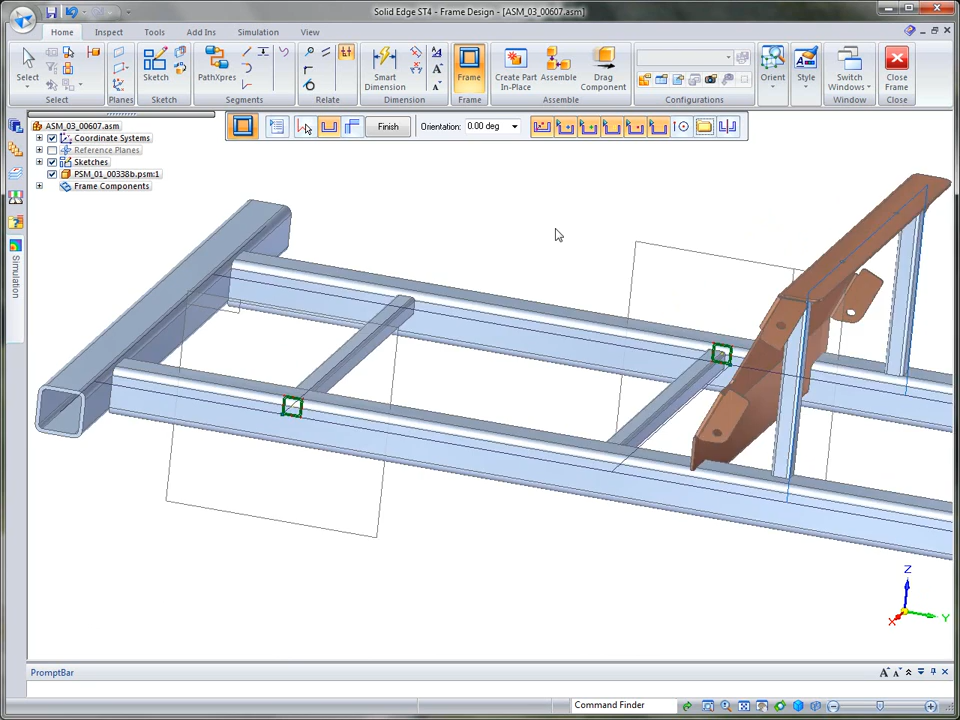 Solid Edge ST4 - Frame Design - [ASM_03_00607.asm]
Home Inspect Tools Add Ins Simulation View
Select
Sketch
PathXpres
Smart Dimension
Frame
Create Part In-Place
Assemble
Drag Component
Orient
Style
Switch Windows
Close Frame
Select Planes Sketch Segments Relate Dimension Frame Assemble Configurations Window Close
Finish Orientation: 0.00 deg
ASM_03_00607.asm
Coordinate Systems
Reference Planes
Sketches
PSM_01_00338b.psm:1
Frame Components
Simulation
Z
X Y
PromptBar
Command Finder